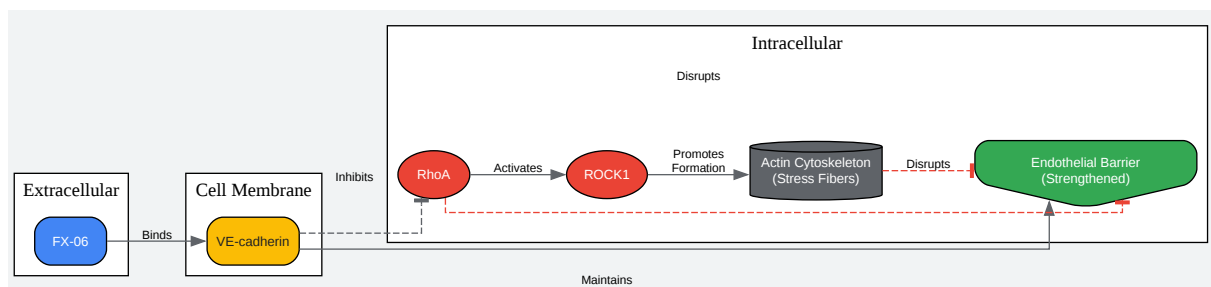 Intracellular
Disrupts
Extracellular
FX-06
Binds
Cell Membrane
VE-cadherin
Inhibits
RhoA
Activates
ROCK1
Promotes
Formation
Actin Cytoskeleton
(Stress Fibers)
Disrupts
Endothelial Barrier
(Strengthened)
Maintains